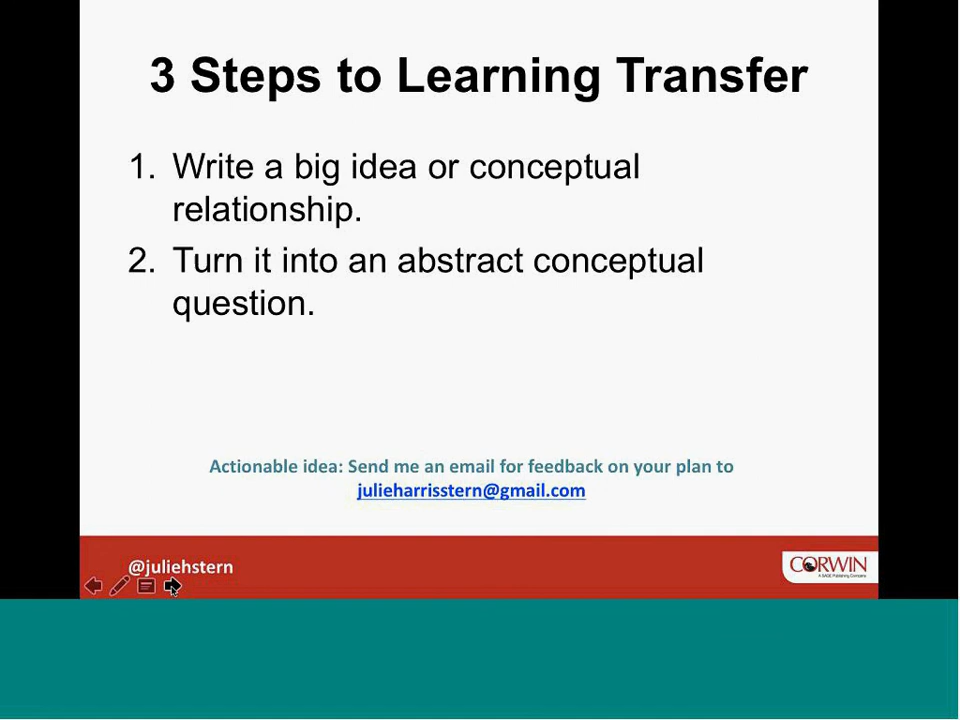 3 Steps to Learning Transfer
1. Write a big idea or conceptual
relationship.
2. Turn it into an abstract conceptual
question.
Actionable idea: Send me an email for feedback on your plan to
julieharrisstern@gmail.com
@juliehstern
CORWIN
A SAGE Publishing Company